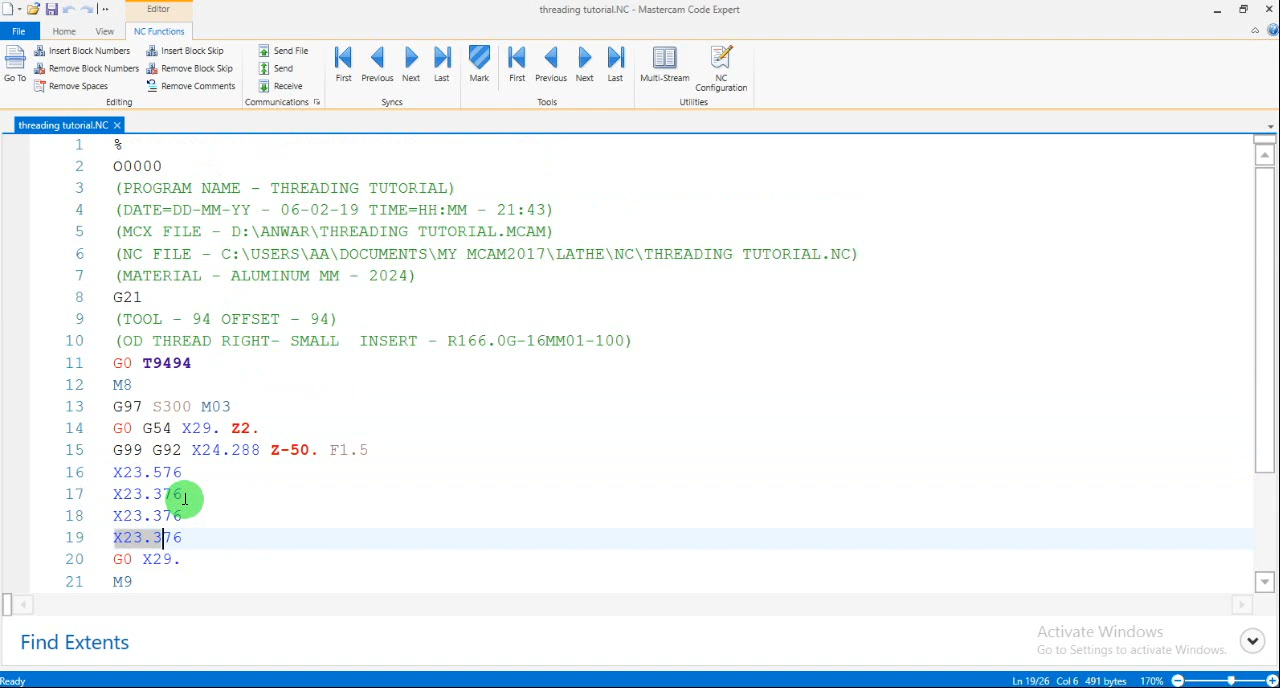 Editor
threading tutorial.NC - Mastercam Code Expert
File Home View NC Functions
Go To
Insert Block Numbers
Remove Block Numbers
Remove Spaces
Insert Block Skip
Remove Block Skip
Remove Comments
Editing
Send File
Send
Receive
Communications
First Previous Next Last
Syncs
Mark
First Previous Next Last
Tools
Multi-Stream
NC
Configuration
Utilities
threading tutorial.NC
1 %
2 O0000
3 (PROGRAM NAME - THREADING TUTORIAL)
4 (DATE=DD-MM-YY - 06-02-19 TIME=HH:MM - 21:43)
5 (MCX FILE - D:\ANWAR\THREADING TUTORIAL.MCAM)
6 (NC FILE - C:\USERS\AA\DOCUMENTS\MY MCAM2017\LATHE\NC\THREADING TUTORIAL.NC)
7 (MATERIAL - ALUMINUM MM - 2024)
8 G21
9 (TOOL - 94 OFFSET - 94)
10 (OD THREAD RIGHT- SMALL INSERT - R166.0G-16MM01-100)
11 G0 T9494
12 M8
13 G97 S300 M03
14 G0 G54 X29. Z2.
15 G99 G92 X24.288 Z-50. F1.5
16 X23.576
17 X23.376
18 X23.376
19 X23.376
20 G0 X29.
21 M9
Find Extents
Activate Windows
Go to Settings to activate Windows.
Ready
Ln 19/26 Col 6 491 bytes 170%